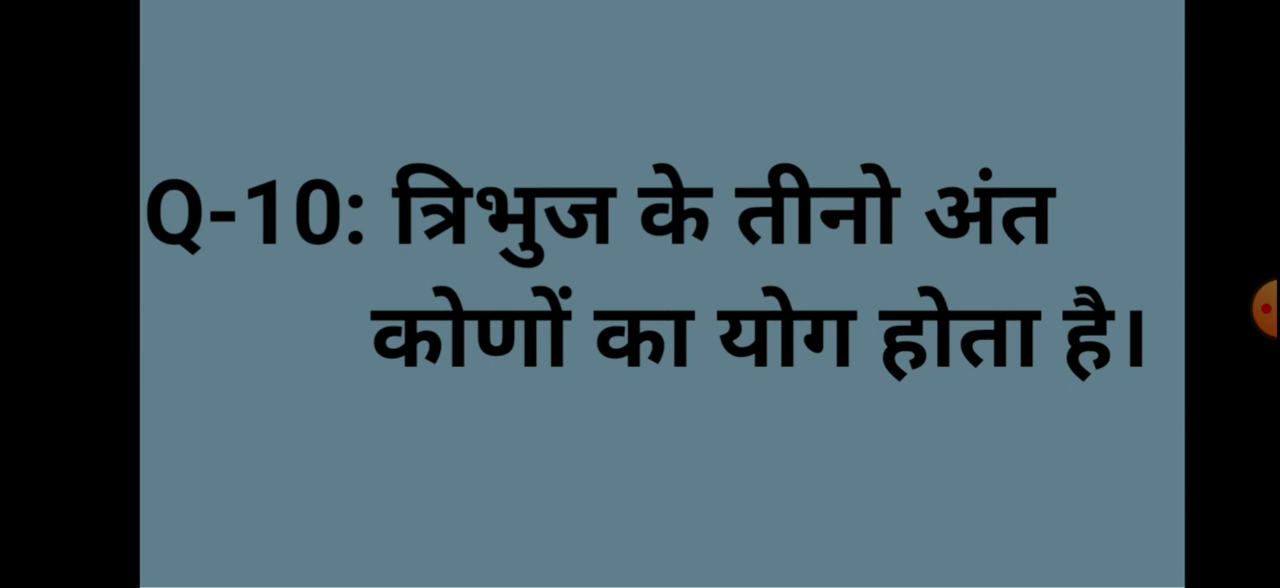 Q-10: त्रिभुज के तीनो अंत
कोणों का योग होता है।